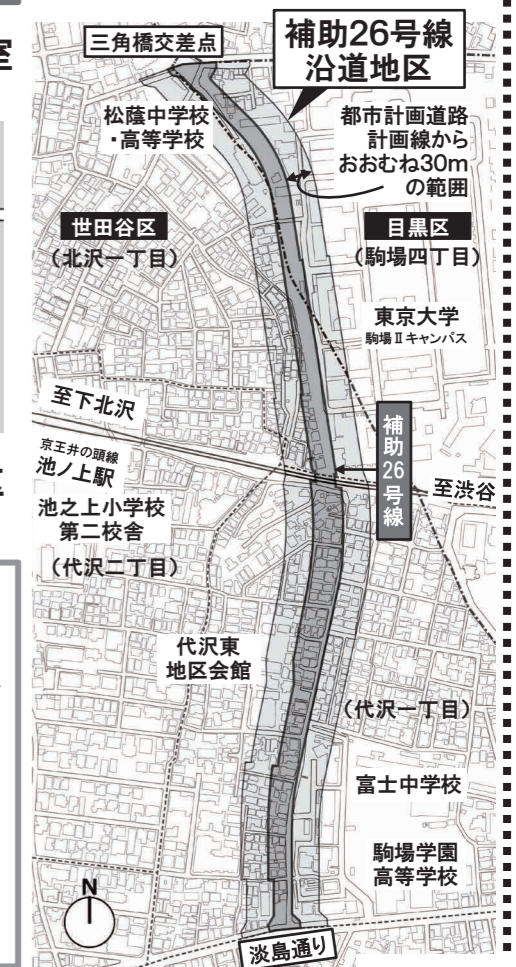 三角橋交差点
補助26号線
沿道地区
松蔭中学校
・高等学校
都市計画道路
計画線から
おおむね30m
の範囲
世田谷区
(北沢一丁目)
目黒区
(駒場四丁目)
東京大学
駒場Ⅱキャンパス
至下北沢
京王井の頭線
池ノ上駅
補助26号線
至渋谷
池之上小学校
第二校舎
(代沢二丁目)
代沢東
地区会館
(代沢一丁目)
富士中学校
駒場学園
高等学校
N
淡島通り